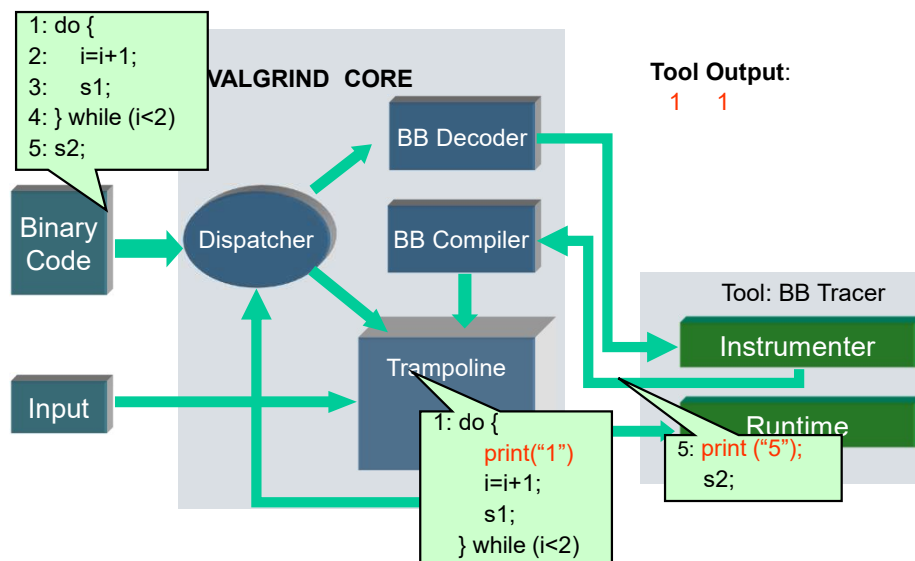 1: do {
2: i=i+1;
3: s1;
4: } while (i<2)
5: s2;
VALGRIND CORE
Tool Output:
1 1
BB Decoder
Binary
Code
Dispatcher
BB Compiler
Tool: BB Tracer
Instrumenter
Trampoline
Input
Runtime
1: do {
print(“1”)
i=i+1;
s1;
} while (i<2)
5: print (“5”);
s2;